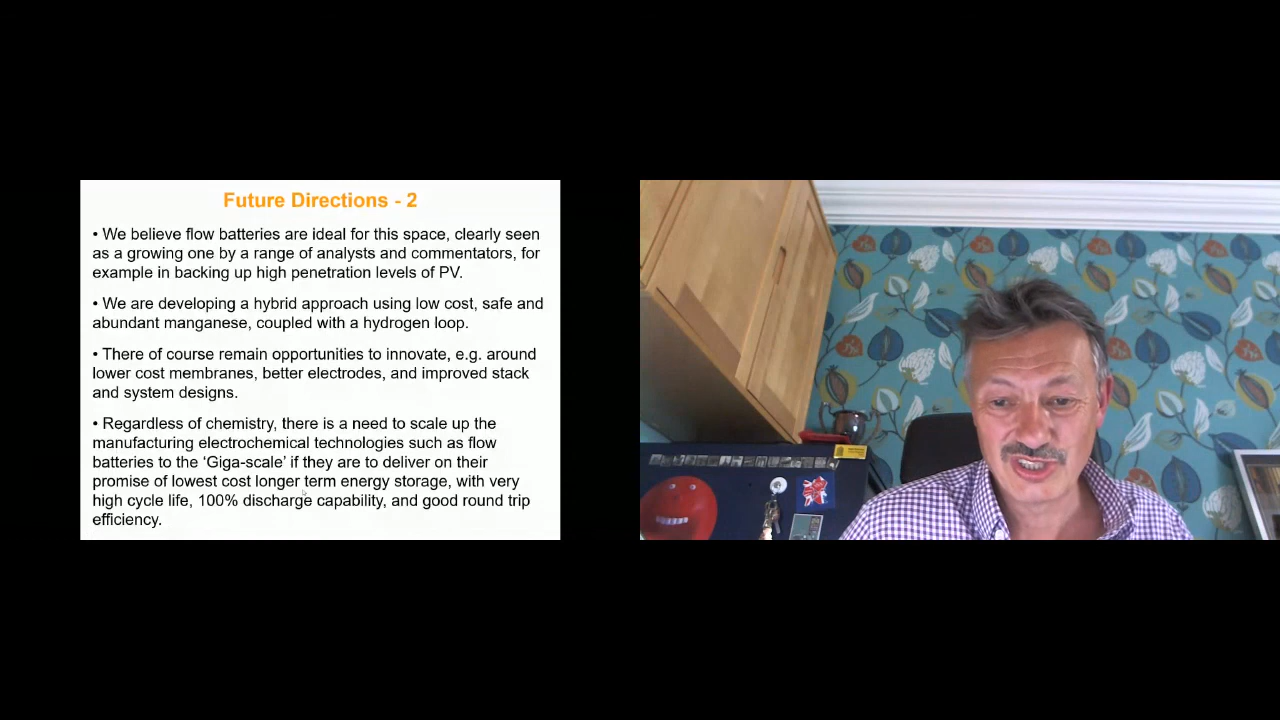 Future Directions - 2
• We believe flow batteries are ideal for this space, clearly seen
as a growing one by a range of analysts and commentators, for
example in backing up high penetration levels of PV.
• We are developing a hybrid approach using low cost, safe and
abundant manganese, coupled with a hydrogen loop.
• There of course remain opportunities to innovate, e.g. around
lower cost membranes, better electrodes, and improved stack
and system designs.
• Regardless of chemistry, there is a need to scale up the
manufacturing electrochemical technologies such as flow
batteries to the ‘Giga-scale’ if they are to deliver on their
promise of lowest cost longer term energy storage, with very
high cycle life, 100% discharge capability, and good round trip
efficiency.